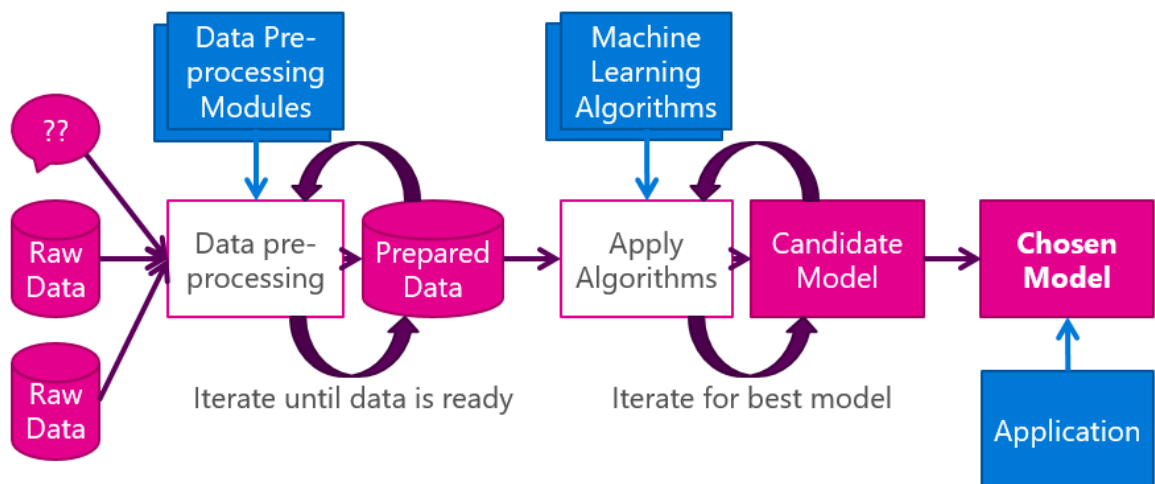 Data Pre-
processing
Modules
Machine
Learning
Algorithms
??
Raw
Data
Data pre-
processing
Prepared
Data
Apply
Algorithms
Candidate
Model
Chosen
Model
Raw
Data
Iterate until data is ready
Iterate for best model
Application